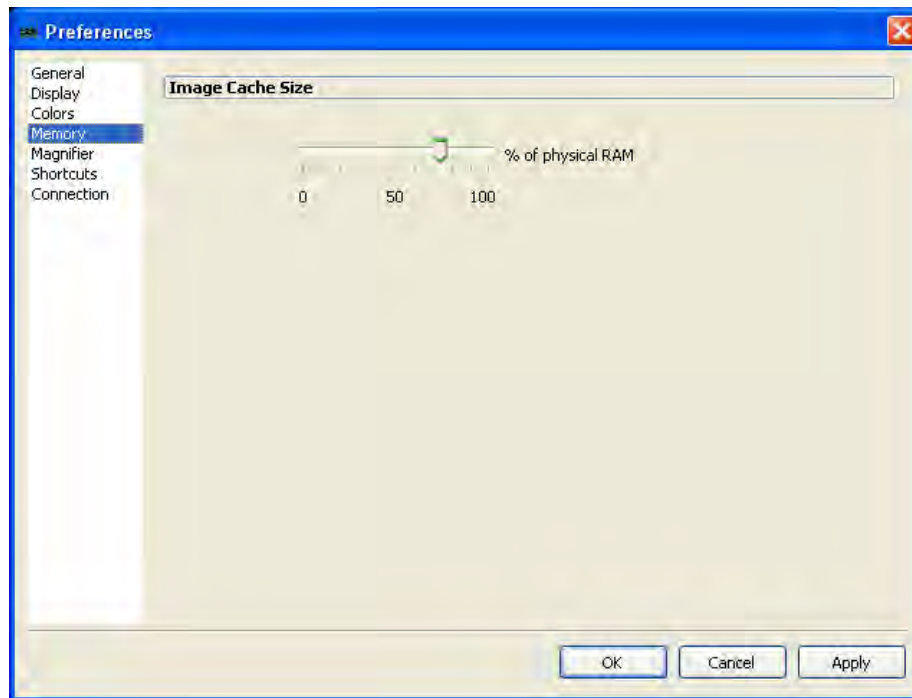 Preferences
General
Display
Colors
Memory
Magnifier
Shortcuts
Connection
Image Cache Size
% of physical RAM
0 50 100
OK Cancel Apply